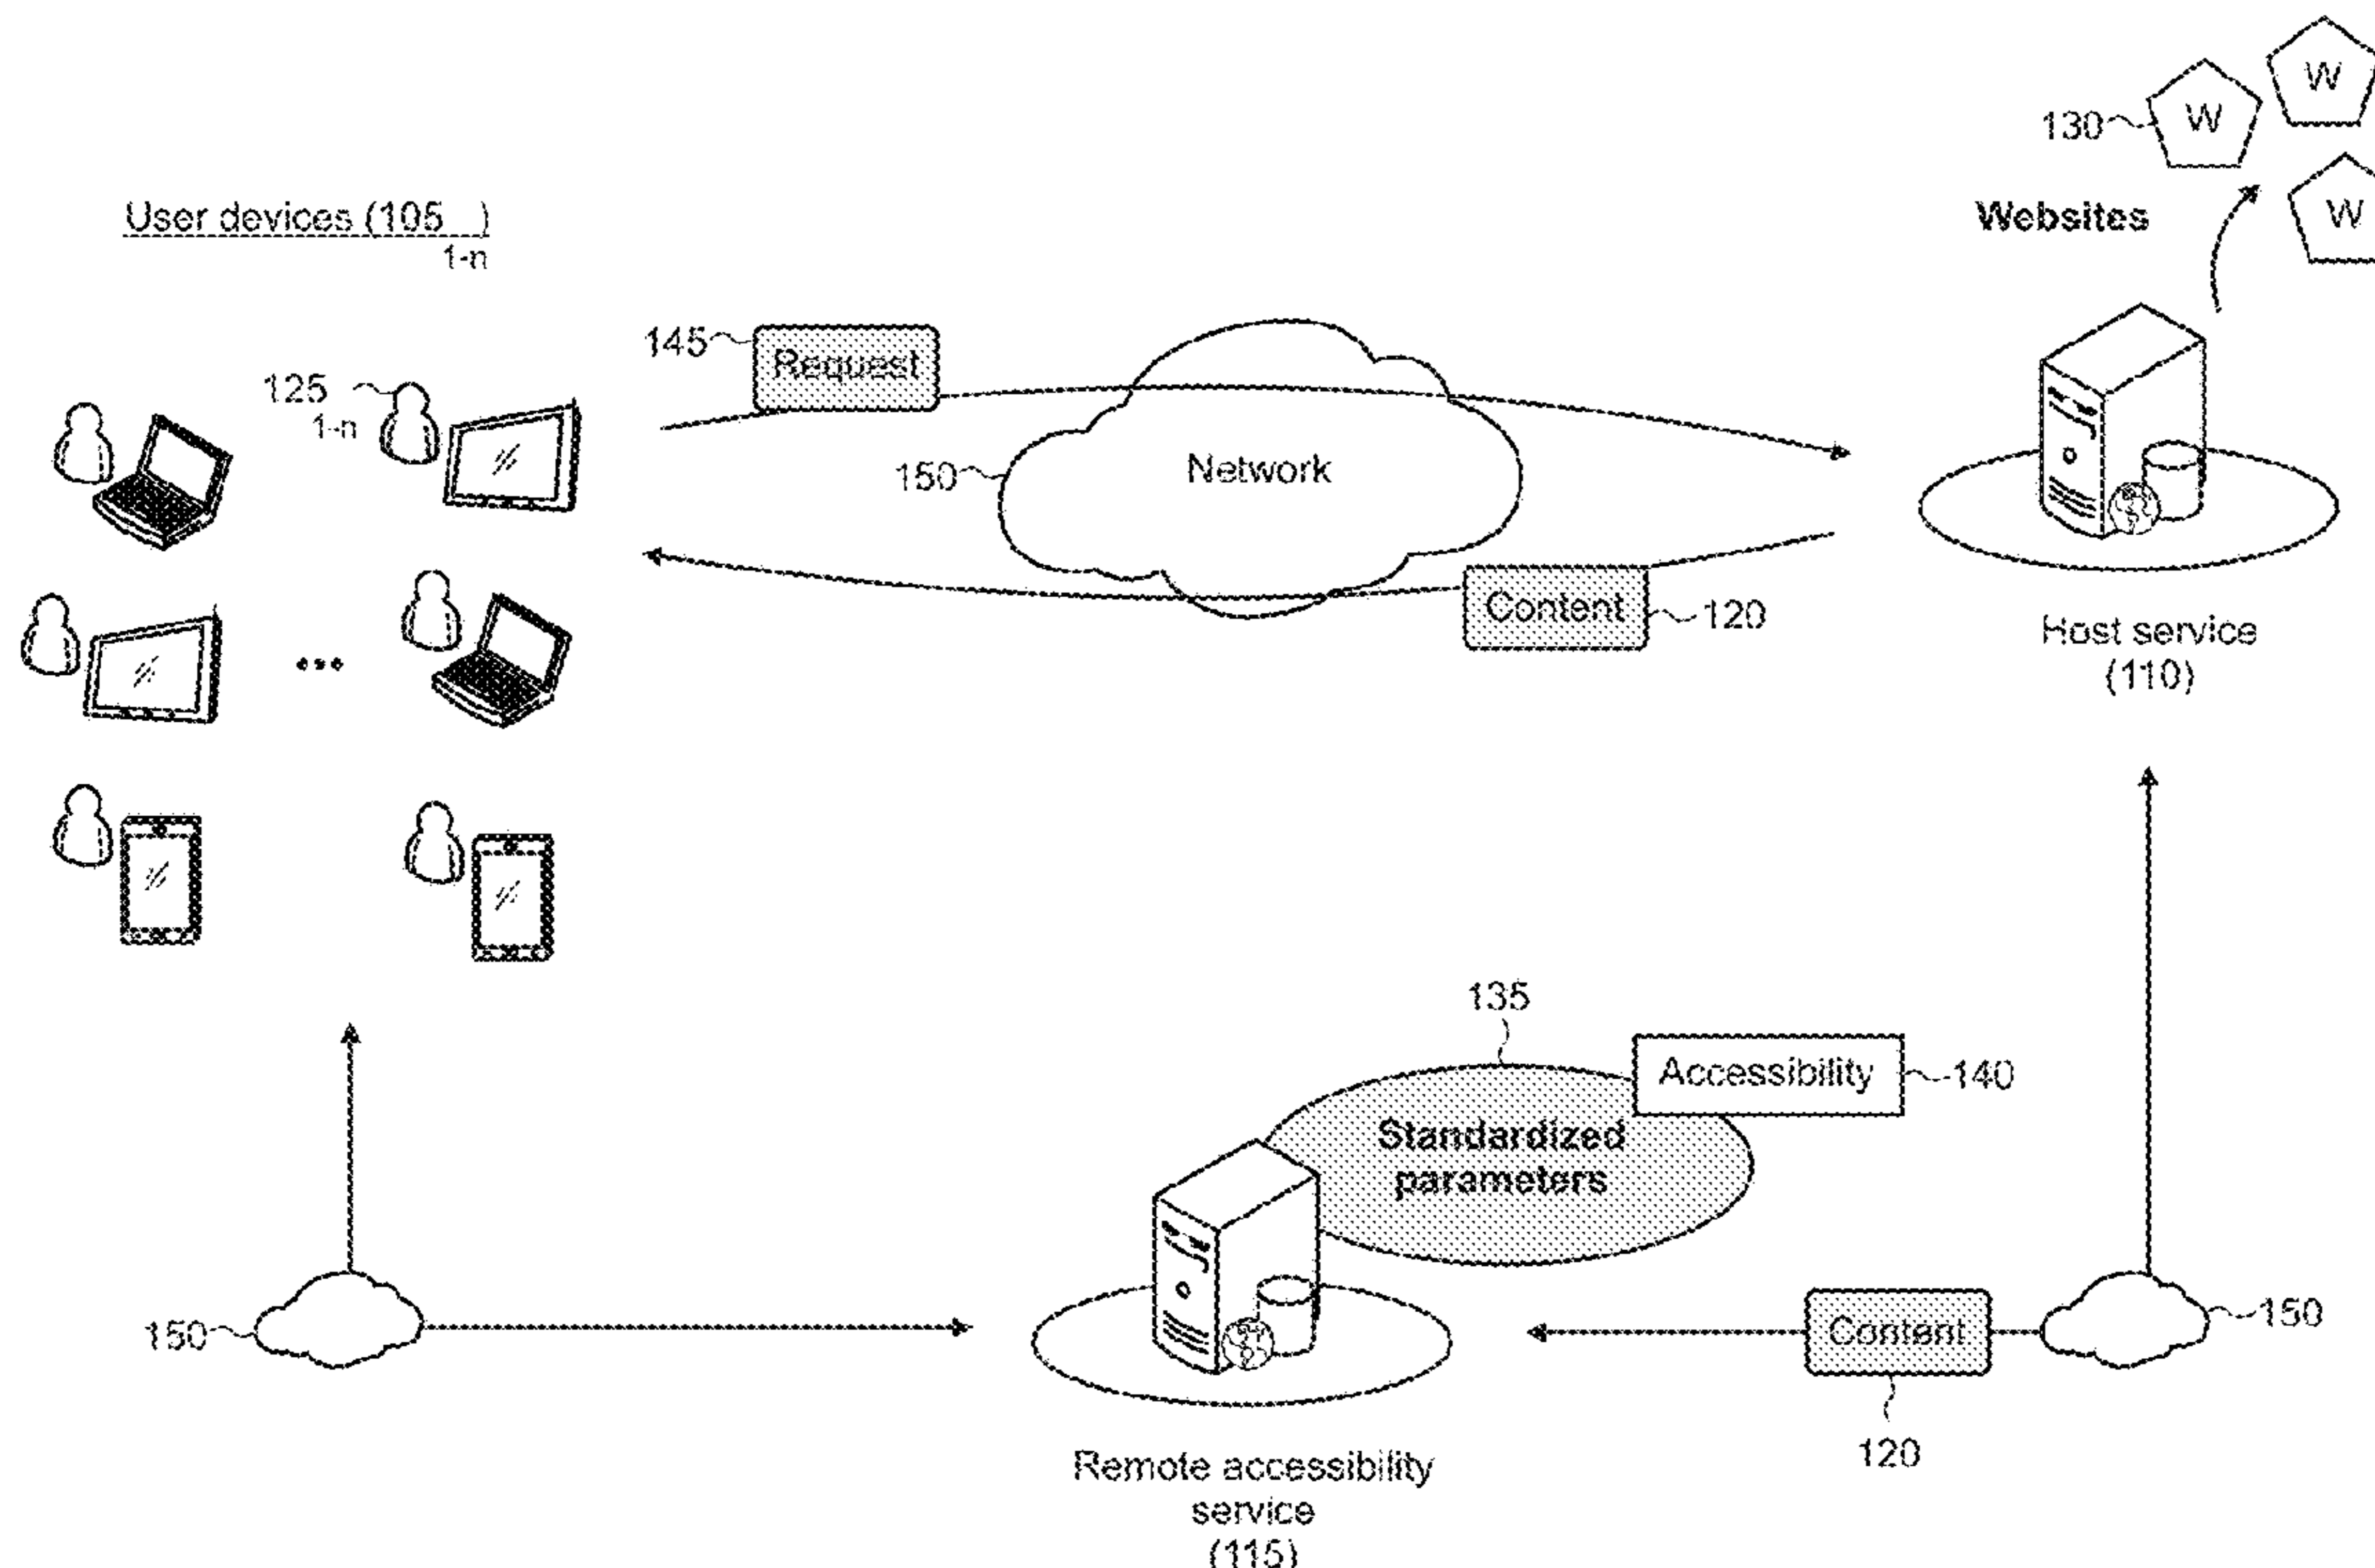 W
W
130
W
Websites
User devices (105   )
1-n
145
Request
125
1-n
150
Network
Content
120
Host service
(110)
135
Accessibility
140
Standardized
parameters
150
Content
150
120
Remote accessibility
service
(115)